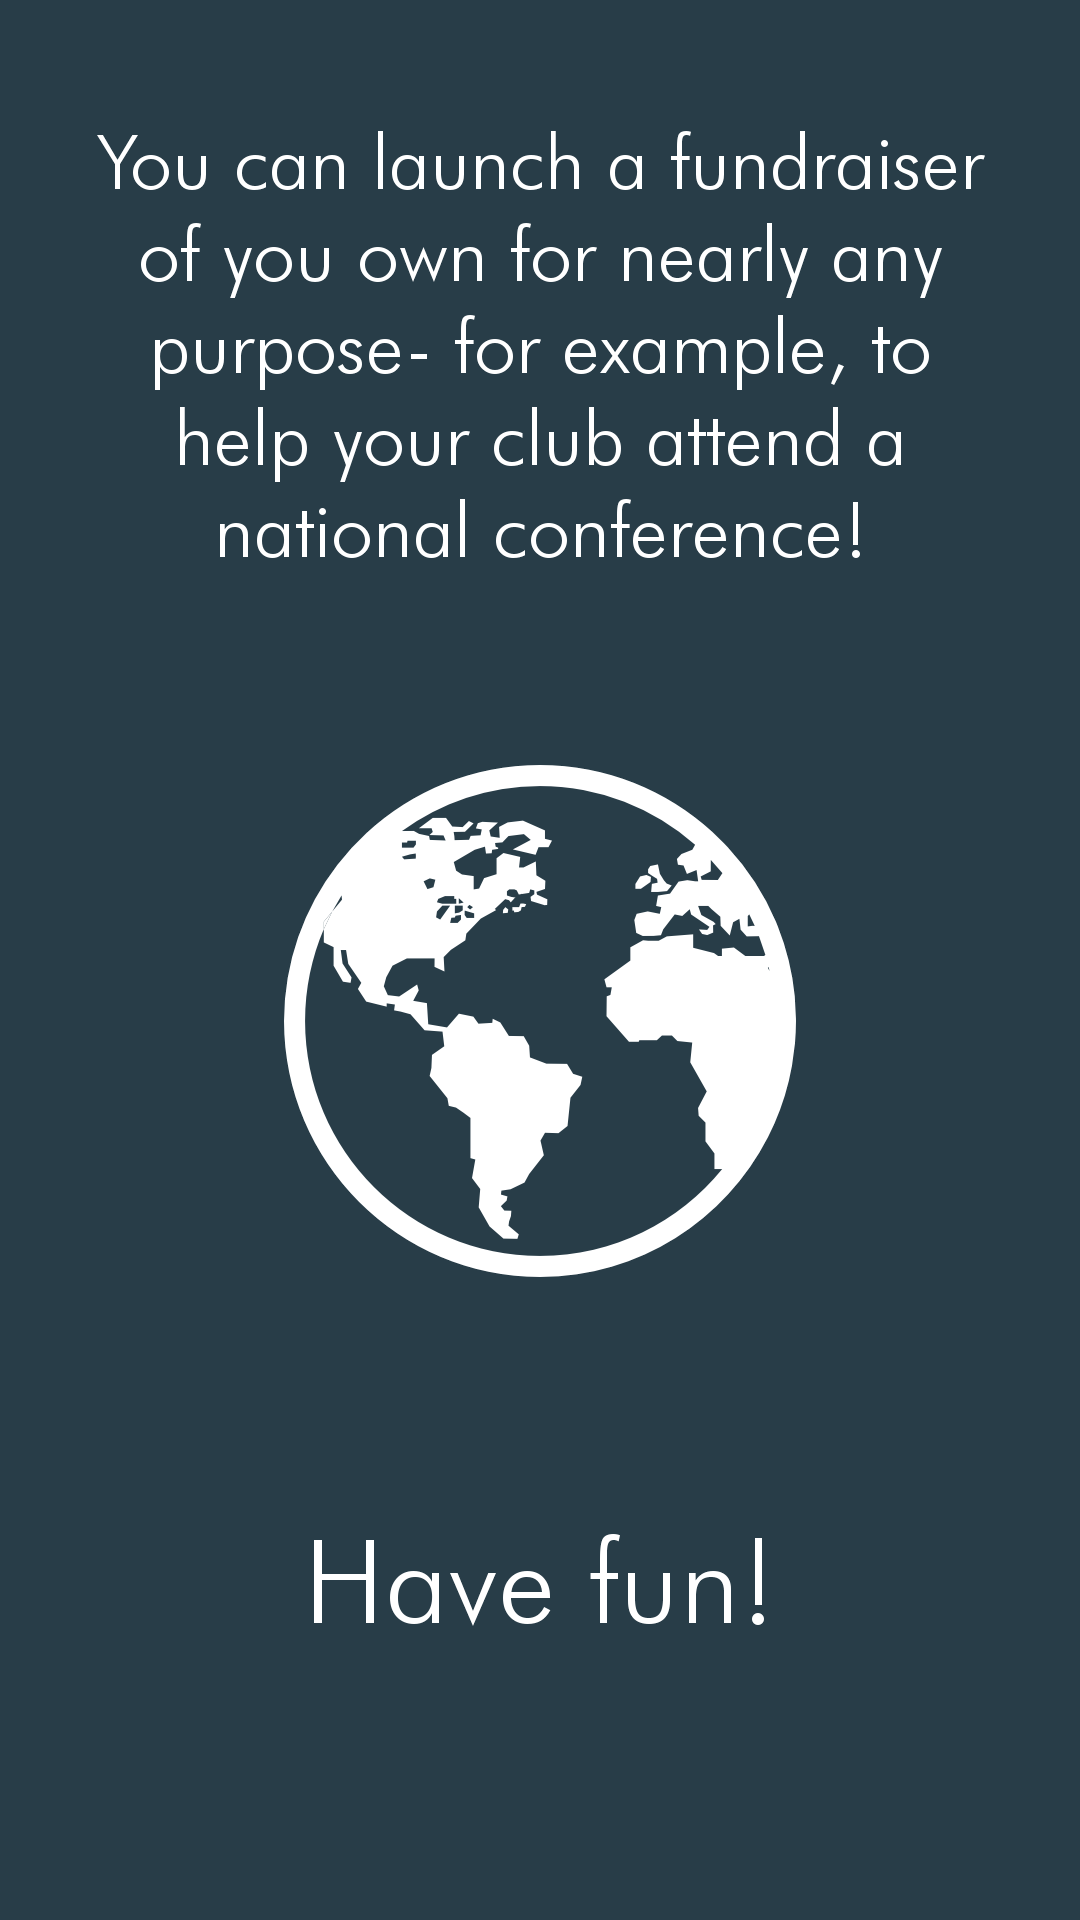 You can launch a fundraiser
of you own for nearly any
purpose- for example, to
help your club attend a
national conference!
Have fun!